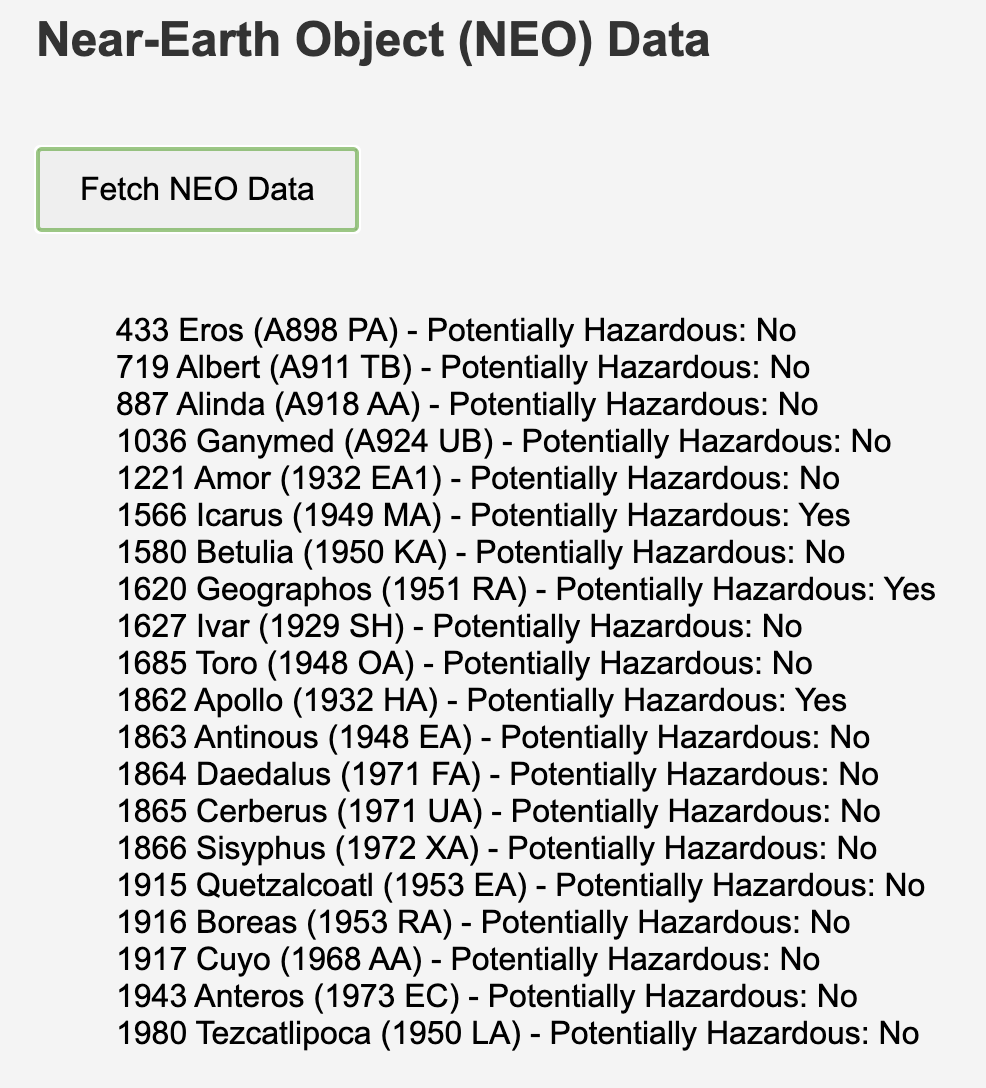 Near-Earth Object (NEO) Data
Fetch NEO Data
433 Eros (A898 PA) - Potentially Hazardous: No
719 Albert (A911 TB) - Potentially Hazardous: No
887 Alinda (A918 AA) - Potentially Hazardous: No
1036 Ganymed (A924 UB) - Potentially Hazardous: No
1221 Amor (1932 EA1) - Potentially Hazardous: No
1566 Icarus (1949 MA) - Potentially Hazardous: Yes
1580 Betulia (1950 KA) - Potentially Hazardous: No
1620 Geographos (1951 RA) - Potentially Hazardous: Yes
1627 Ivar (1929 SH) - Potentially Hazardous: No
1685 Toro (1948 OA) - Potentially Hazardous: No
1862 Apollo (1932 HA) - Potentially Hazardous: Yes
1863 Antinous (1948 EA) - Potentially Hazardous: No
1864 Daedalus (1971 FA) - Potentially Hazardous: No
1865 Cerberus (1971 UA) - Potentially Hazardous: No
1866 Sisyphus (1972 XA) - Potentially Hazardous: No
1915 Quetzalcoatl (1953 EA) - Potentially Hazardous: No
1916 Boreas (1953 RA) - Potentially Hazardous: No
1917 Cuyo (1968 AA) - Potentially Hazardous: No
1943 Anteros (1973 EC) - Potentially Hazardous: No
1980 Tezcatlipoca (1950 LA) - Potentially Hazardous: No